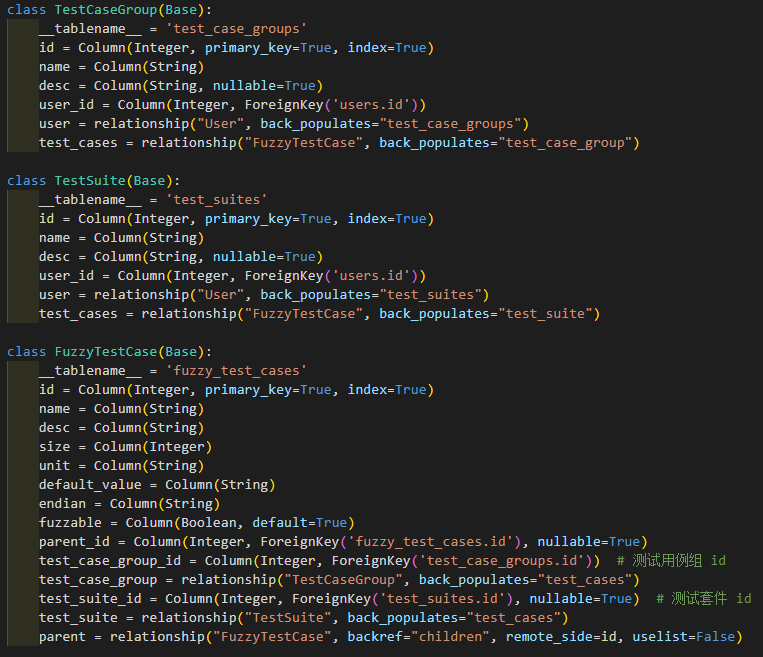 class TestCaseGroup(Base):
    __tablename__ = 'test_case_groups'
    id = Column(Integer, primary_key=True, index=True)
    name = Column(String)
    desc = Column(String, nullable=True)
    user_id = Column(Integer, ForeignKey('users.id'))
    user = relationship("User", back_populates="test_case_groups")
    test_cases = relationship("FuzzyTestCase", back_populates="test_case_group")

class TestSuite(Base):
    __tablename__ = 'test_suites'
    id = Column(Integer, primary_key=True, index=True)
    name = Column(String)
    desc = Column(String, nullable=True)
    user_id = Column(Integer, ForeignKey('users.id'))
    user = relationship("User", back_populates="test_suites")
    test_cases = relationship("FuzzyTestCase", back_populates="test_suite")

class FuzzyTestCase(Base):
    __tablename__ = 'fuzzy_test_cases'
    id = Column(Integer, primary_key=True, index=True)
    name = Column(String)
    desc = Column(String)
    size = Column(Integer)
    unit = Column(String)
    default_value = Column(String)
    endian = Column(String)
    fuzzable = Column(Boolean, default=True)
    parent_id = Column(Integer, ForeignKey('fuzzy_test_cases.id'), nullable=True)
    test_case_group_id = Column(Integer, ForeignKey('test_case_groups.id'))  # 测试用例组 id
    test_case_group = relationship("TestCaseGroup", back_populates="test_cases")
    test_suite_id = Column(Integer, ForeignKey('test_suites.id'), nullable=True)  # 测试套件 id
    test_suite = relationship("TestSuite", back_populates="test_cases")
    parent = relationship("FuzzyTestCase", backref="children", remote_side=id, uselist=False)